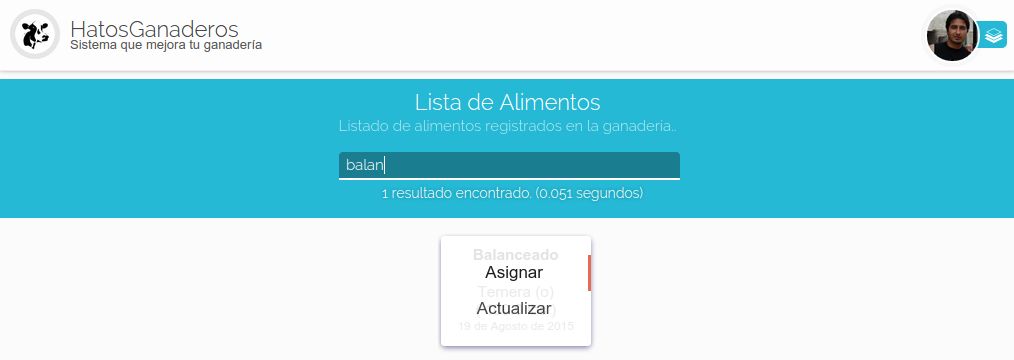 HatosGanaderos
Sistema que mejora tu ganadería
Lista de Alimentos
Listado de alimentos registrados en la ganaderia..
balan
1 resultado encontrado. (0.051 segundos)
Balanceado
Asignar
Ternera (o)
Actualizar
19 de Agosto de 2015